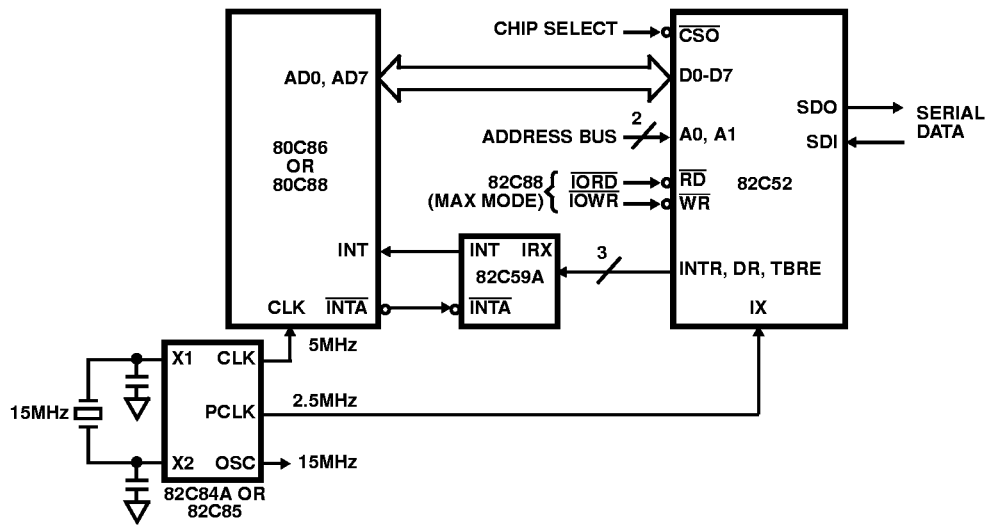 CHIP SELECT
CSO
AD0, AD7
D0-D7
2
ADDRESS BUS
A0, A1
SDO
SDI
SERIAL
DATA
80C86
OR
80C88
82C88
(MAX MODE)
IORD
IOWR
RD
WR
82C52
INT
INT IRX
82C59A
3
INTR, DR, TBRE
CLK INTA
INTA
IX
5MHz
X1 CLK
15MHz
PCLK
2.5MHz
X2 OSC
15MHz
82C84A OR
82C85